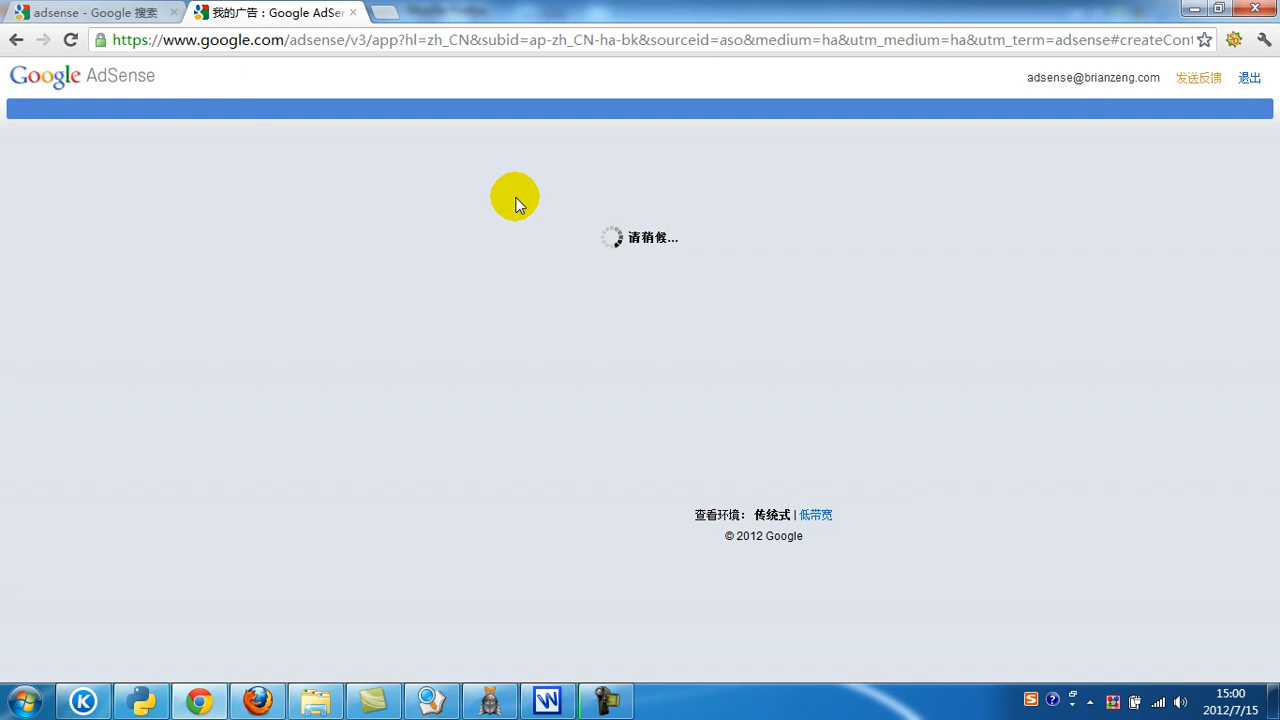 adsense - Google 搜索
我的广告 : Google AdSer
https://www.google.com/adsense/v3/app?hl=zh_CN&subid=ap-zh_CN-ha-bk&sourceid=aso&medium=ha&utm_medium=ha&utm_term=adsense#createCont
Google AdSense
adsense@brianzeng.com 发送反馈 退出
请稍候...
查看环境： 传统式 | 低带宽
© 2012 Google
15:00
2012/7/15